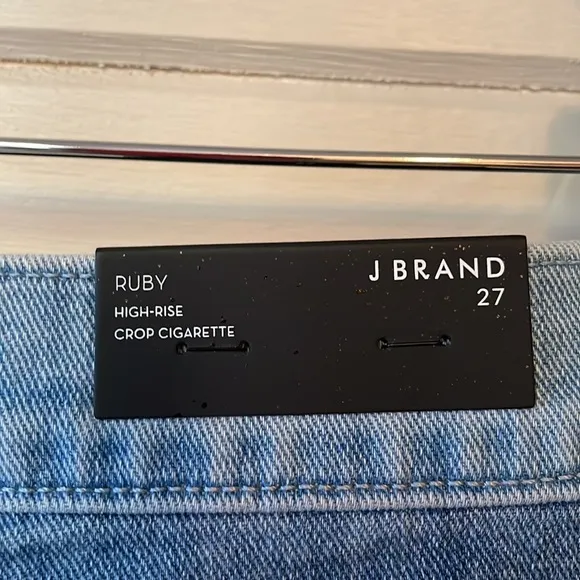 RUBY
HIGH-RISE
CROP CIGARETTE
J BRAND
27